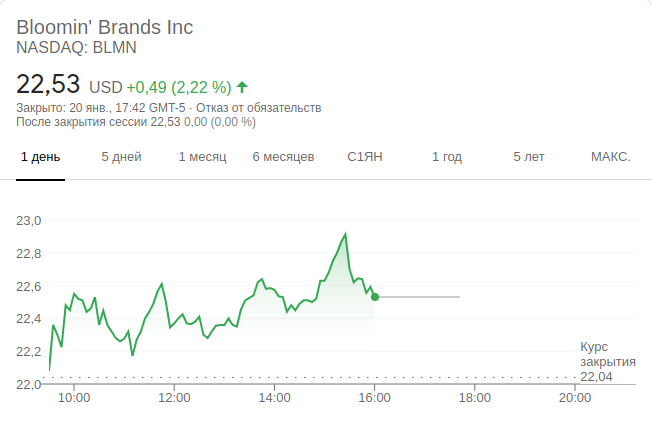 Bloomin' Brands Inc
NASDAQ: BLMN
22,53 USD +0,49 (2,22 %)
Закрыто: 20 янв., 17:42 GMT-5 · Отказ от обязательств
После закрытия сессии 22,53 0,00 (0,00 %)
1 день 5 дней 1 месяц 6 месяцев С1ЯН 1 год 5 лет МАКС.
23,0
22,8
22,6
22,4
22,2
22,0
Курс
закрытия
22,04
10:00 12:00 14:00 16:00 18:00 20:00